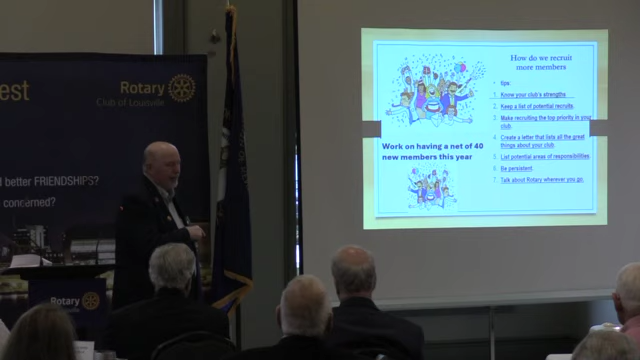 est
Rotary
Club of Louisville
d better FRIENDSHIPS?
concerned?
Rotary
How do we recruit
more members
tips:
1. Know your club's strengths
2. Keep a list of potential recruits.
3. Make recruiting the top priority in your
club.
4. Create a letter that lists all the great
things about your club.
5. List potential areas of responsibilities.
6. Be persistent.
7. Talk about Rotary wherever you go.
Work on having a net of 40
new members this year